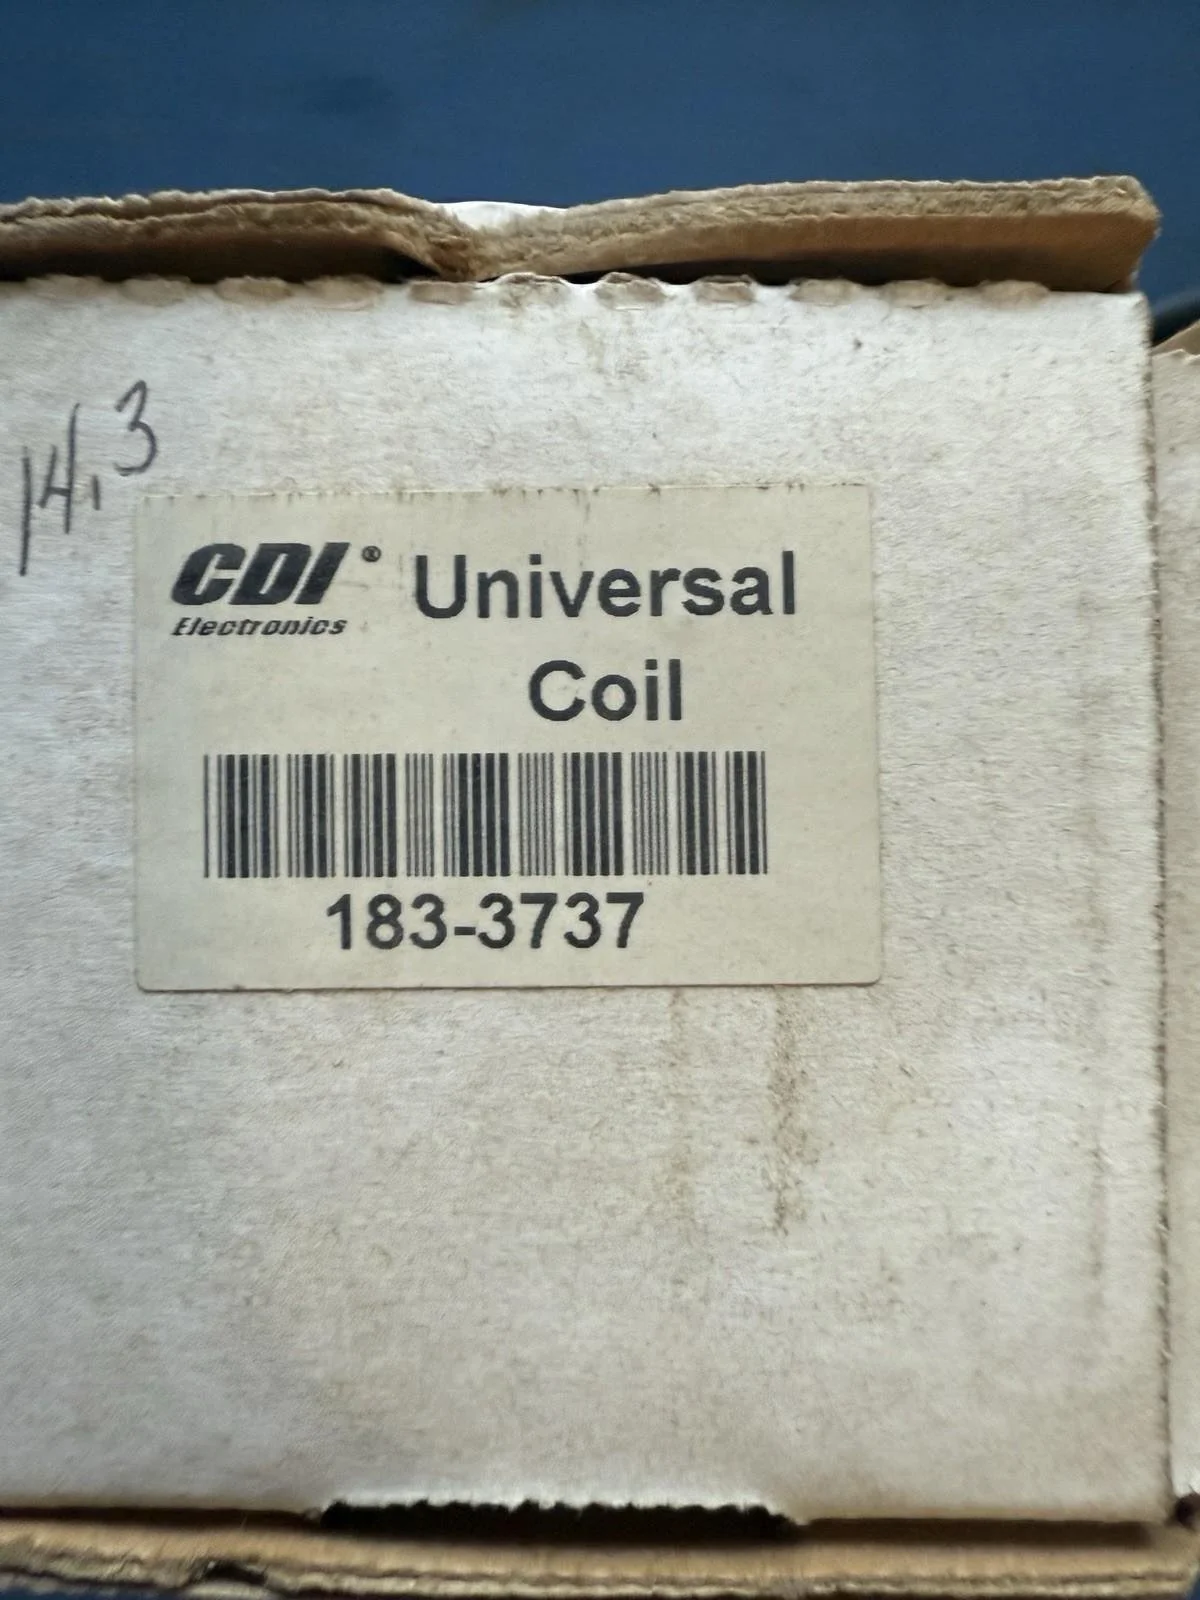 14.3
CDI® Universal
Electronics
Coil
183-3737